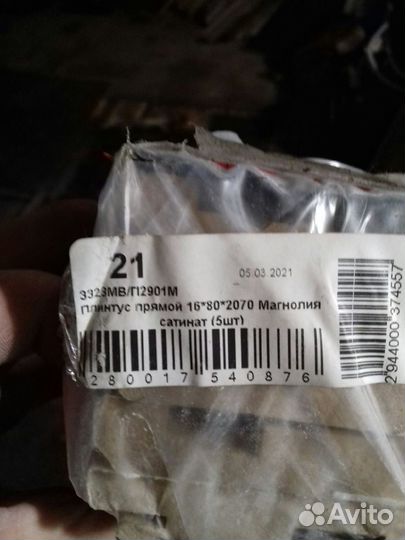 21
05.03.2021
3323МВ/П2901М
Плинтус прямой 16*80*2070 Магнолия
сатинат (5шт)
280017540876
2944000374557
Avito